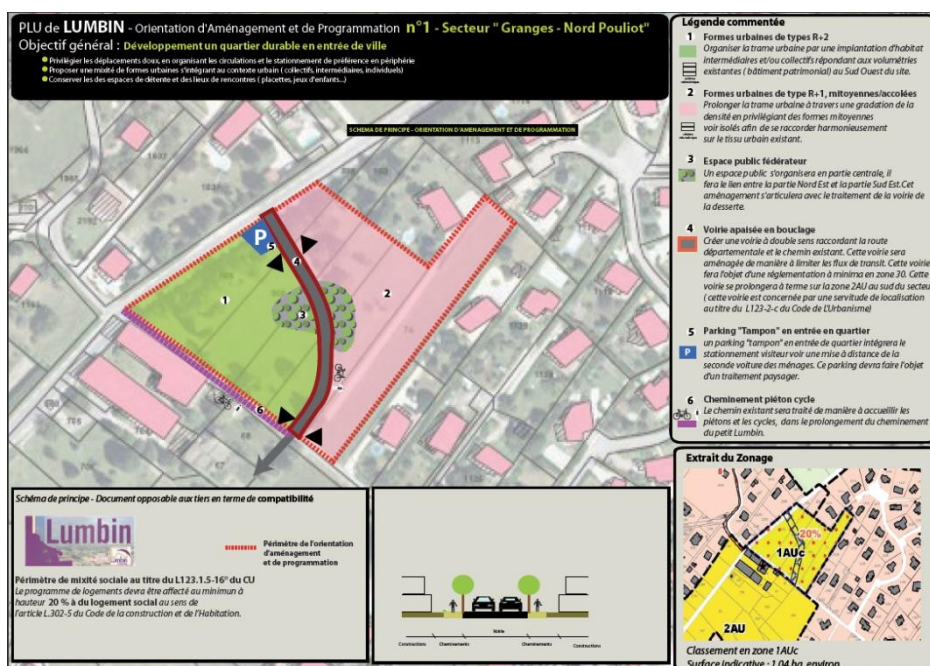 PLU de LUMBIN - Orientation d'Aménagement et de Programmation n°1 - Secteur " Granges - Nord Pouliot"
Objectif général : Développement un quartier durable en entrée de ville
Privilégier les déplacements doux, en organisant les circulations et le stationnement de préférence en périphérie
Proposer une mixité de formes urbaines s'intégrant au contexte urbain ( collectifs, intermédiaires, individuels)
Conserver les des espaces de détente et des lieux de rencontres ( placettes, jeux d'enfants...)
SCHEMA DE PRINCIPE - ORIENTATION D'AMENAGEMENT ET DE PROGRAMMATION
P
5
4
1
2
3
6
Légende commentée
1 Formes urbaines de types R+2
Organiser la trame urbaine par une implantation d'habitat
intermédiaires et/ou collectifs répondant aux volumétries
existantes ( bâtiment patrimonial) au Sud Ouest du site.
2 Formes urbaines de type R+1, mitoyennes/accolées
Prolonger la trame urbaine à travers une gradation de la
densité en privilégiant des formes mitoyennes
voir isolés afin de se raccorder harmonieusement
sur le tissu urbain existant.
3 Espace public fédérateur
Un espace public s'organisera en partie centrale, il
fera le lien entre la partie Nord Est et la partie Sud Est.Cet
aménagement s'articulera avec le traitement de la voirie de
la desserte.
4 Voirie apaisée en bouclage
Créer une voirie à double sens raccordant la route
départementale et le chemin existant. Cette voirie sera
aménagée de manière à limiter les flux de transit. Cette voirie
fera l'objet d'une réglementation à minima en zone 30. Cette
voirie se prolongera à terme sur la zone 2AU au sud du secteur
( cette voirie est concernée par une servitude de localisation
au titre du L123-2-c du Code de L'Urbanisme)
5 Parking "Tampon" en entrée en quartier
P
un parking "tampon" en entrée de quartier intégrera le
stationnement visiteur voir une mise à distance de la
seconde voiture des ménages. Ce parking devra faire l'objet
d'un traitement paysager.
6 Cheminement piéton cycle
Le chemin existant sera traité de manière à accueillir les
piétons et les cycles, dans le prolongement du cheminement
du petit Lumbin.
Schéma de principe - Document opposable aux tiers en terme de compatibilité
Lumbin
Périmètre de l'orientation
d'aménagement
et de programmation
Périmètre de mixité sociale au titre du L123.1.5-16° du CU
Le programme de logements devra être affecté au minimun à
hauteur 20 % à du logement social au sens de
l'article L.302-5 du Code de la construction et de l'Habitation.
Voirie
Constructions Cheminements Cheminements Constructions
Extrait du Zonage
20%
1AUc
2AU
Classement en zone 1AUc
Surface indicative : 1,04 ha environ